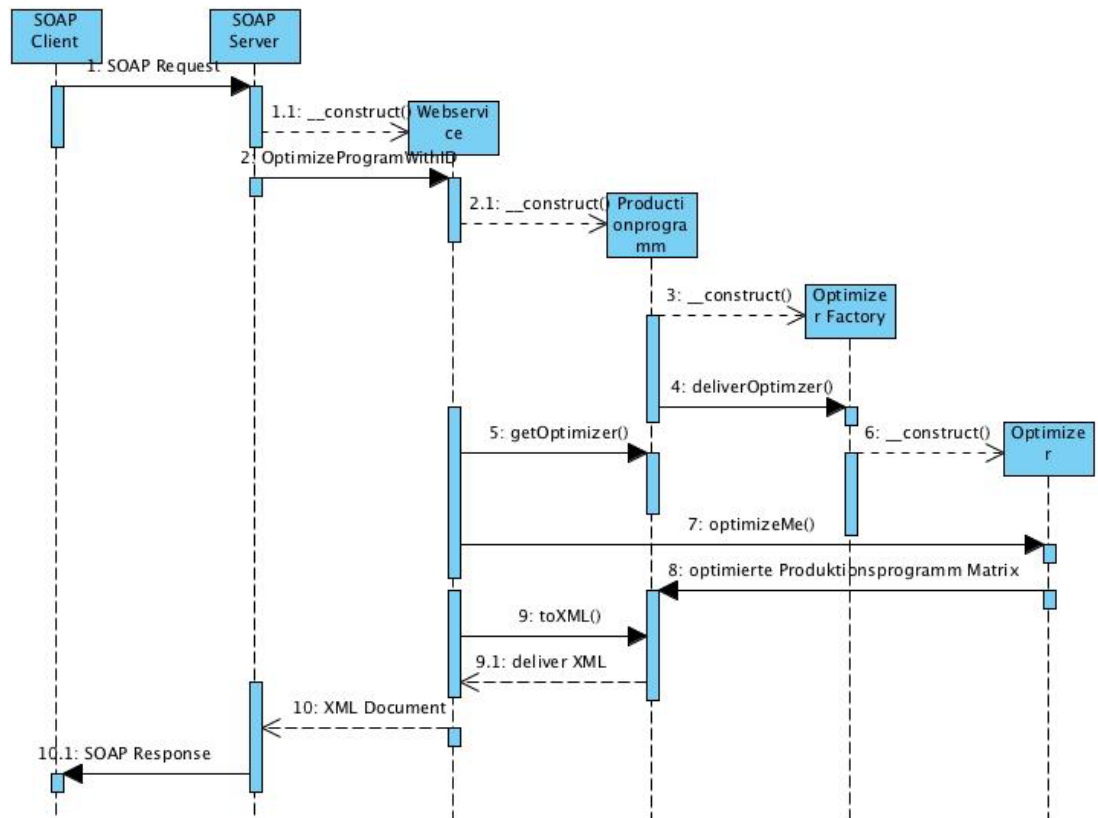 SOAP
Client
SOAP
Server
1: SOAP Request
1.1: __construct()
Webservi
ce
2: OptimizeProgramWithID
2.1: __construct()
Producti
onprogra
mm
3: __construct()
Optimize
r Factory
4: deliverOptimzer()
5: getOptimizer()
6: __construct()
Optimize
r
7: optimizeMe()
8: optimierte Produktionsprogramm Matrix
9: toXML()
9.1: deliver XML
10: XML Document
10.1: SOAP Response